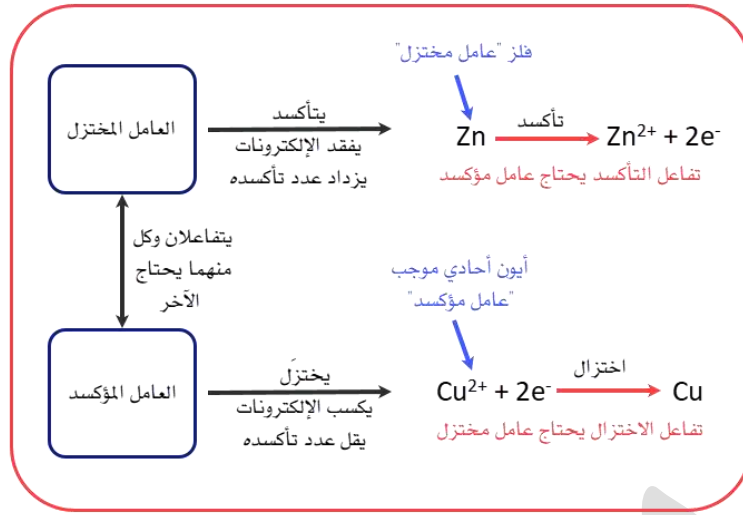 فلز "عامل مختزل"
العامل المختزل
يتأكسد
يفقد الإلكترونات
يزداد عدد تأكسده
Zn تأكسد Zn²⁺ + 2e⁻
تفاعل التأكسد يحتاج عامل مؤكسد
يتفاعلان وكل
منهما يحتاج
الآخر
أيون أحادي موجب
"عامل مؤكسد"
العامل المؤكسد
يختزَل
يكسب الإلكترونات
يقل عدد تأكسده
Cu²⁺ + 2e⁻ اختزال Cu
تفاعل الاختزال يحتاج عامل مختزل